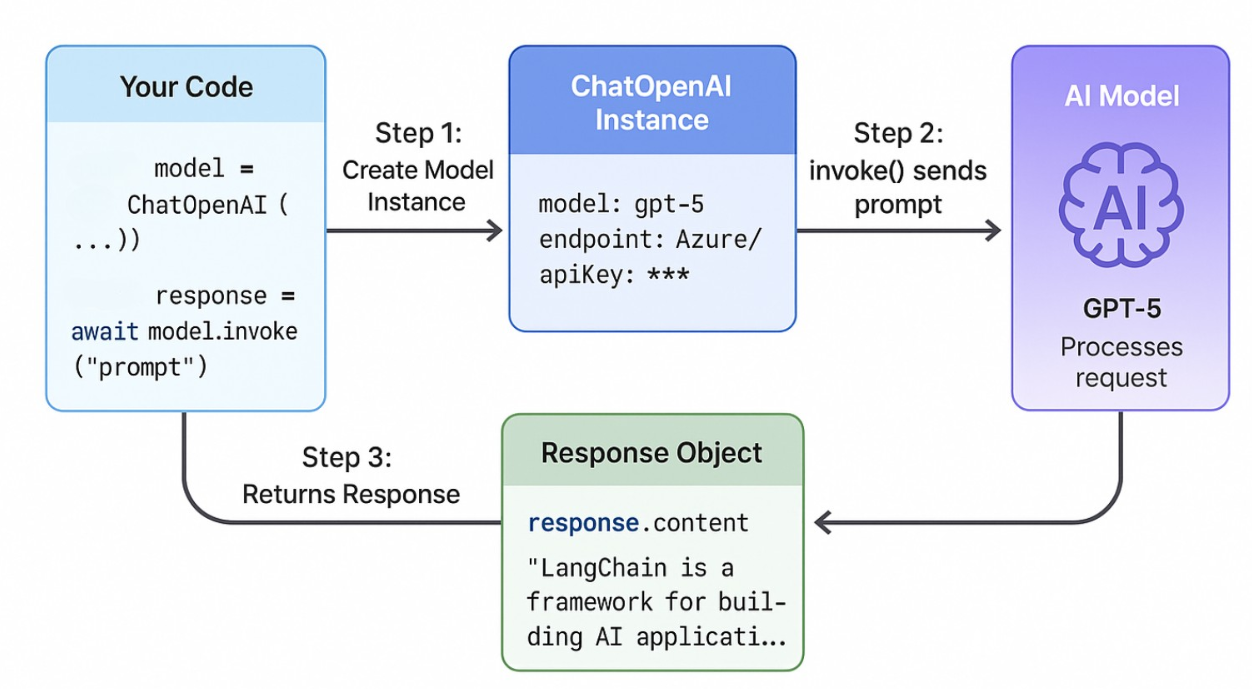 Your Code
model =
ChatOpenAI (
...))
response =
await model.invoke
("prompt")
Step 1:
Create Model
Instance
ChatOpenAI
Instance
model: gpt-5
endpoint: Azure/
apiKey: ***
Step 2:
invoke() sends
prompt
AI Model
AI
GPT-5
Processes
request
Step 3:
Returns Response
Response Object
response.content
"LangChain is a
framework for buil-
ding AI applicati...